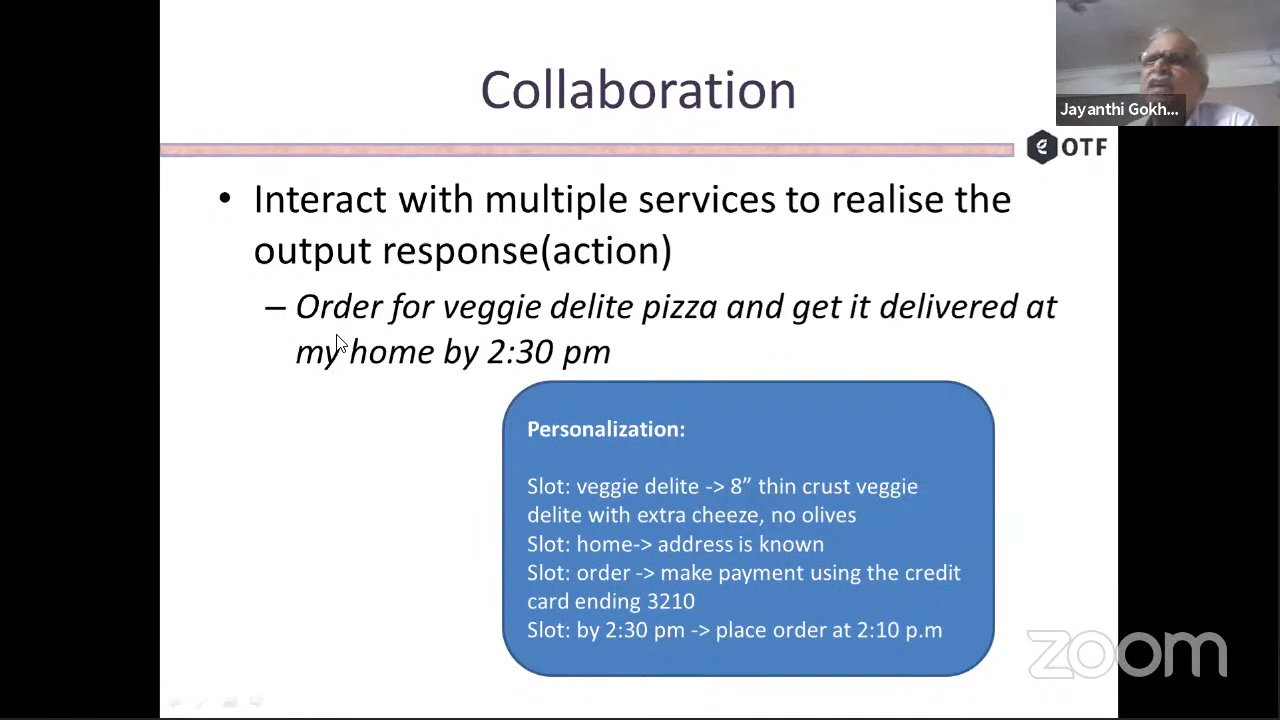 Collaboration
Jayanthi Gokh...
OTF
• Interact with multiple services to realise the
output response(action)
– Order for veggie delite pizza and get it delivered at
my home by 2:30 pm
Personalization:
Slot: veggie delite -> 8” thin crust veggie
delite with extra cheeze, no olives
Slot: home-> address is known
Slot: order -> make payment using the credit
card ending 3210
Slot: by 2:30 pm -> place order at 2:10 p.m
zoom